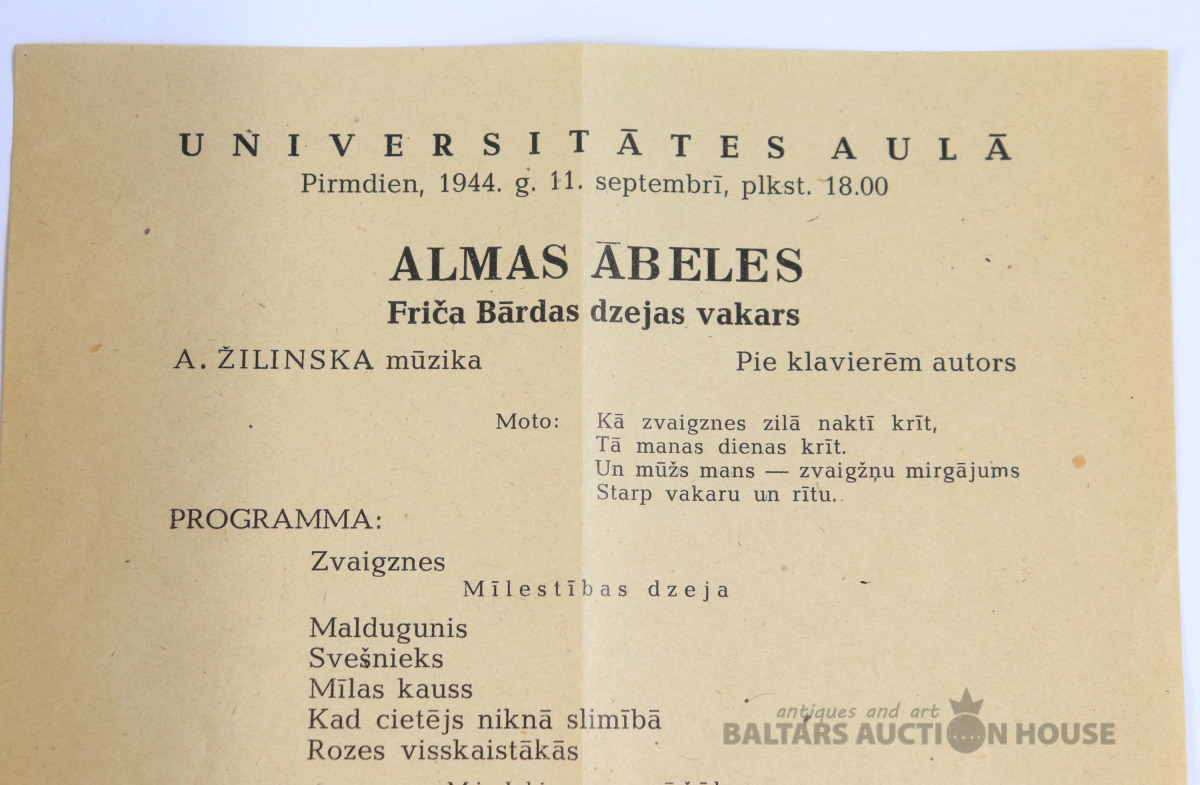 UNIVERSITĀTES AULĀ
Pirmdien, 1944. g. 11. septembrī, plkst. 18.00
ALMAS ĀBELES
Friča Bārdas dzejas vakars
A. ŽILINSKA mūzika
Pie klavierēm autors
Moto: Kā zvaigznes zilā naktī krīt,
Tā manas dienas krīt.
Un mūžs mans — zvaigžņu mirgājums
Starp vakaru un rītu.
PROGRAMMA:
Zvaigznes
Mīlestības dzeja
Maldugunis
Svešnieks
Mīlas kauss
Kad cietējs niknā slimībā
Rozes visskaistākās
antiques and art
BALTARS AUCTION HOUSE